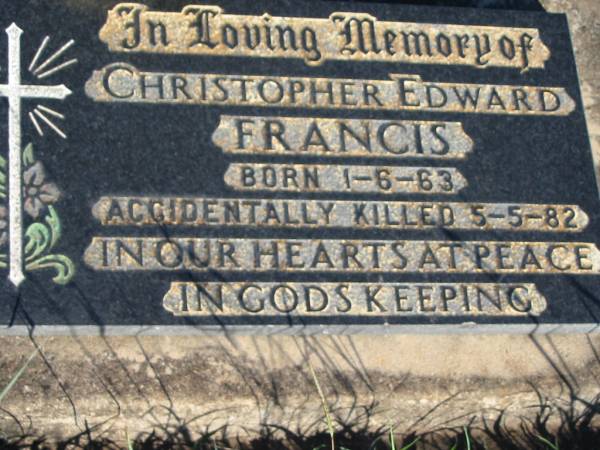 In Loving Memory of
CHRISTOPHER EDWARD
FRANCIS
BORN 1-6-63
ACCIDENTALLY KILLED 5-5-82
IN OUR HEARTS AT PEACE
IN GODS KEEPING